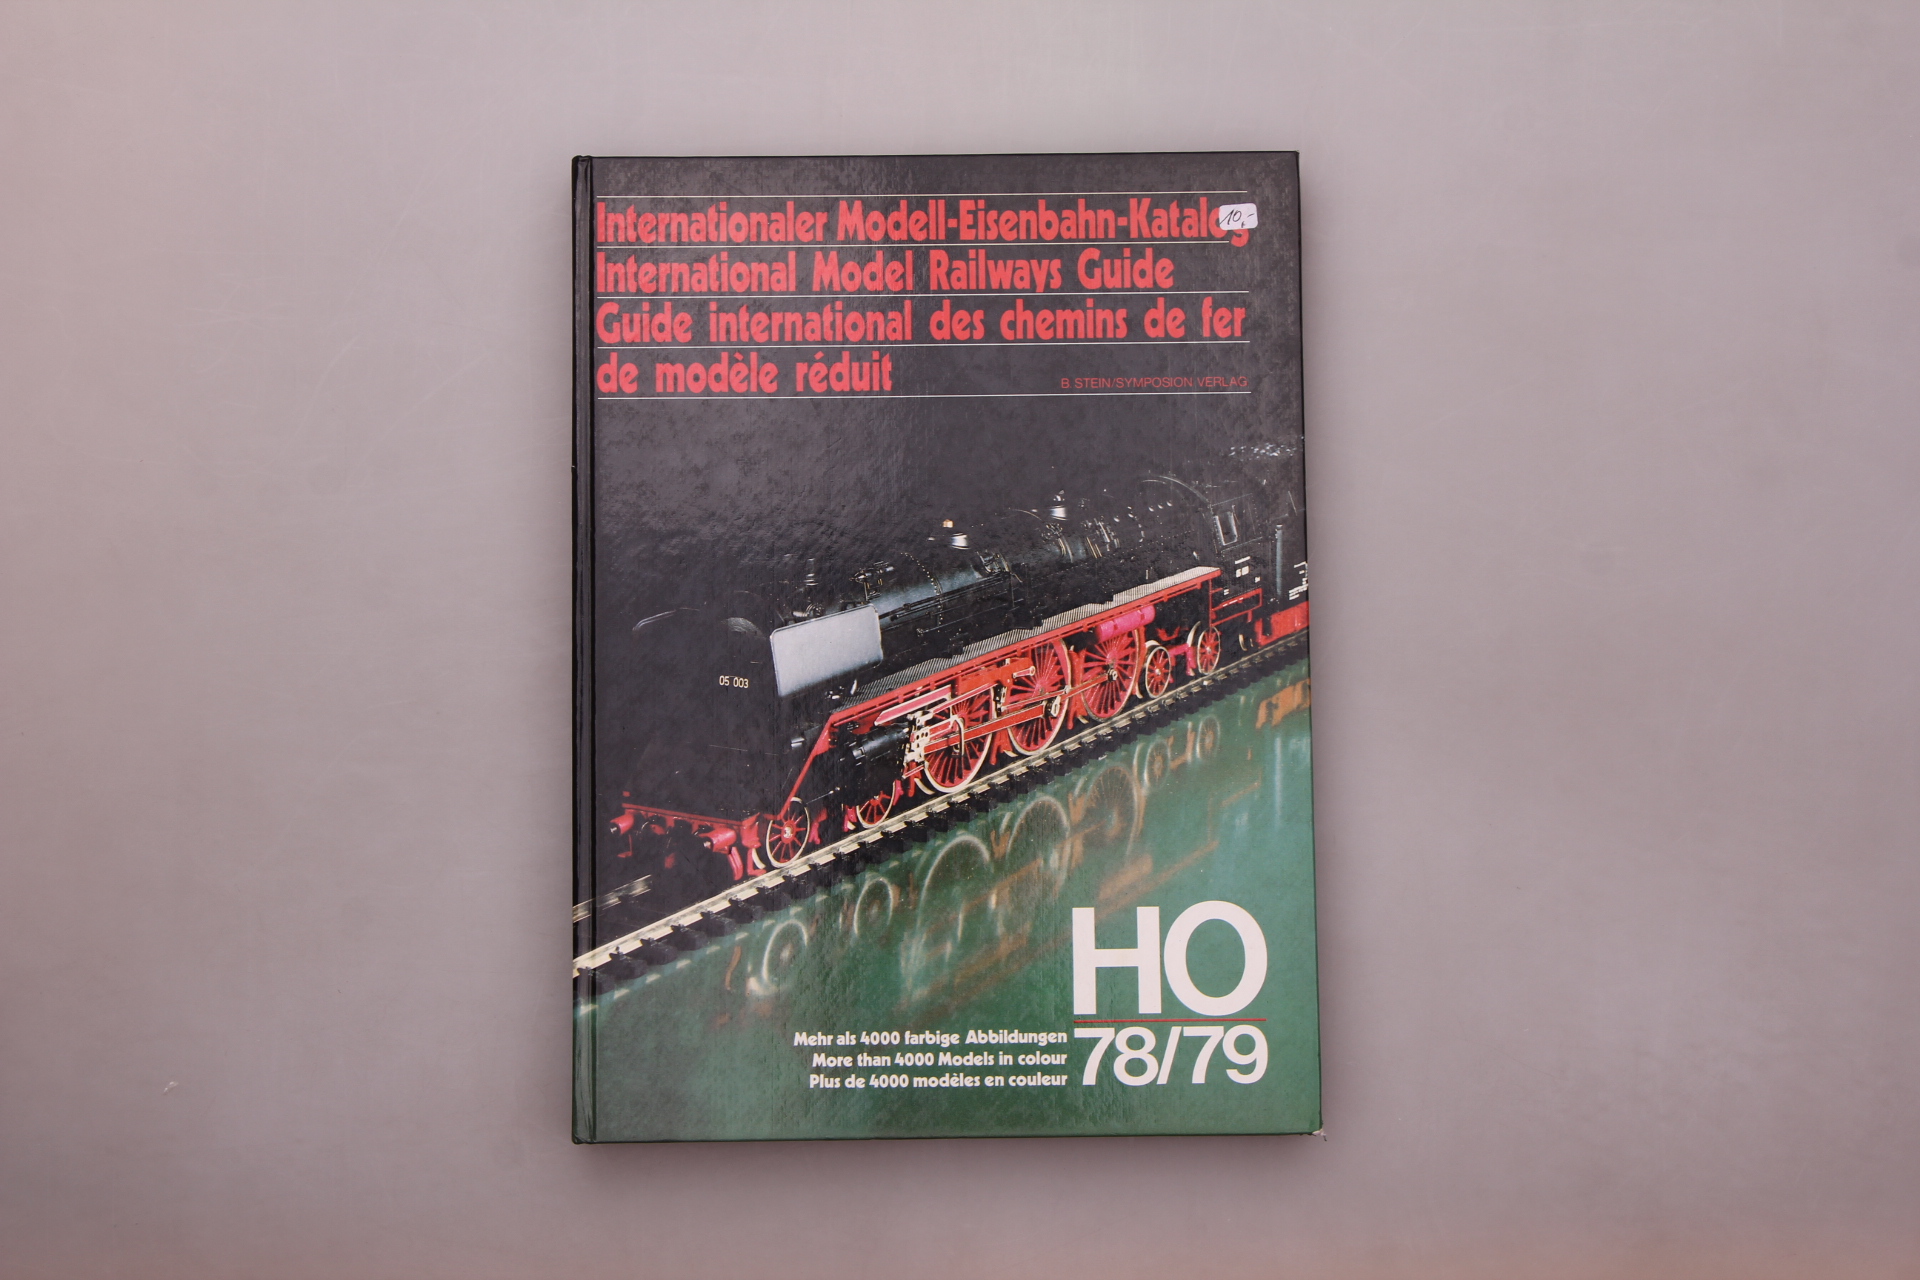 Internationaler Modell-Eisenbahn-Katalog
10,-
International Model Railways Guide
Guide international des chemins de fer
de modèle réduit
B. STEIN/SYMPOSION VERLAG
05 003
HO
78/79
Mehr als 4000 farbige Abbildungen
More than 4000 Models in colour
Plus de 4000 modèles en couleur